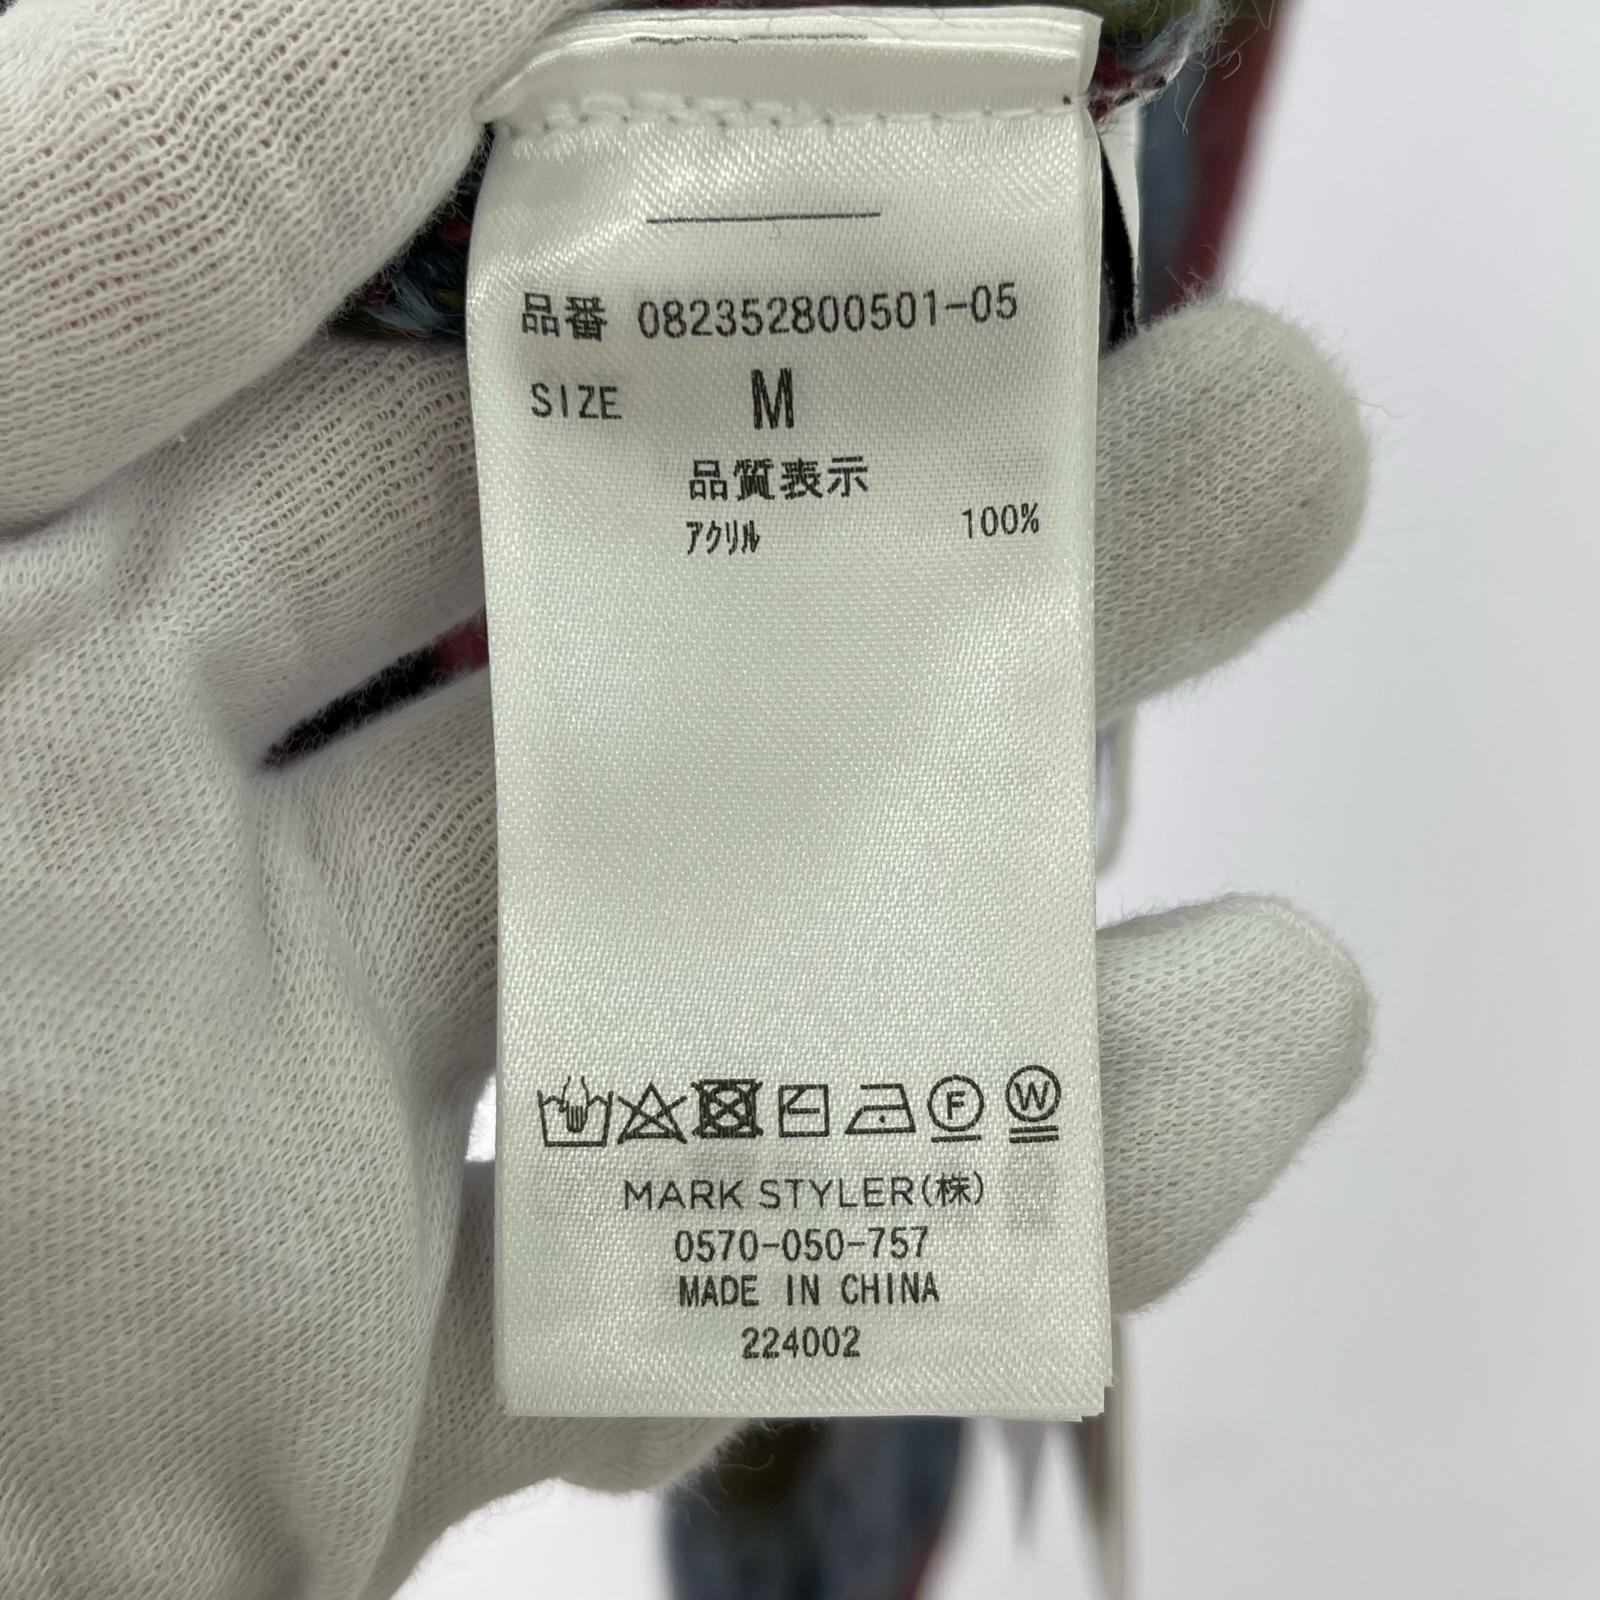 品番 082352800501-05
SIZE M
品質表示
アクリル 100%
F W
MARK STYLER(株)
0570-050-757
MADE IN CHINA
224002